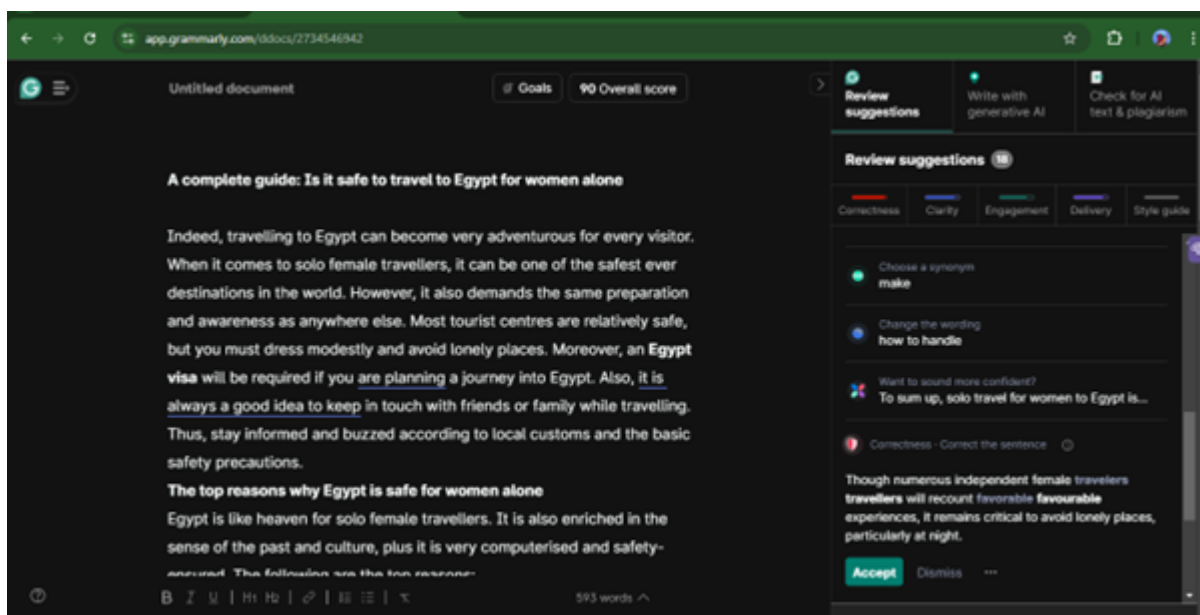 app.grammarly.com/ddocs/2734546942
Untitled document
Goals
90 Overall score
A complete guide: Is it safe to travel to Egypt for women alone
Indeed, travelling to Egypt can become very adventurous for every visitor.
When it comes to solo female travellers, it can be one of the safest ever
destinations in the world. However, it also demands the same preparation
and awareness as anywhere else. Most tourist centres are relatively safe,
but you must dress modestly and avoid lonely places. Moreover, an Egypt
visa will be required if you are planning a journey into Egypt. Also, it is
always a good idea to keep in touch with friends or family while travelling.
Thus, stay informed and buzzed according to local customs and the basic
safety precautions.
The top reasons why Egypt is safe for women alone
Egypt is like heaven for solo female travellers. It is also enriched in the
sense of the past and culture, plus it is very computerised and safety-
ensured. The following are the top reasons:
B I U H1 H2
593 words
Review
suggestions
Write with
generative AI
Check for AI
text & plagiarism
Review suggestions 18
Correctness Clarity Engagement Delivery Style guide
Choose a synonym
make
Change the wording
how to handle
Want to sound more confident?
To sum up, solo travel for women to Egypt is...
Correctness · Correct the sentence
Though numerous independent female travelers
travellers will recount favorable favourable
experiences, it remains critical to avoid lonely places,
particularly at night.
Accept Dismiss